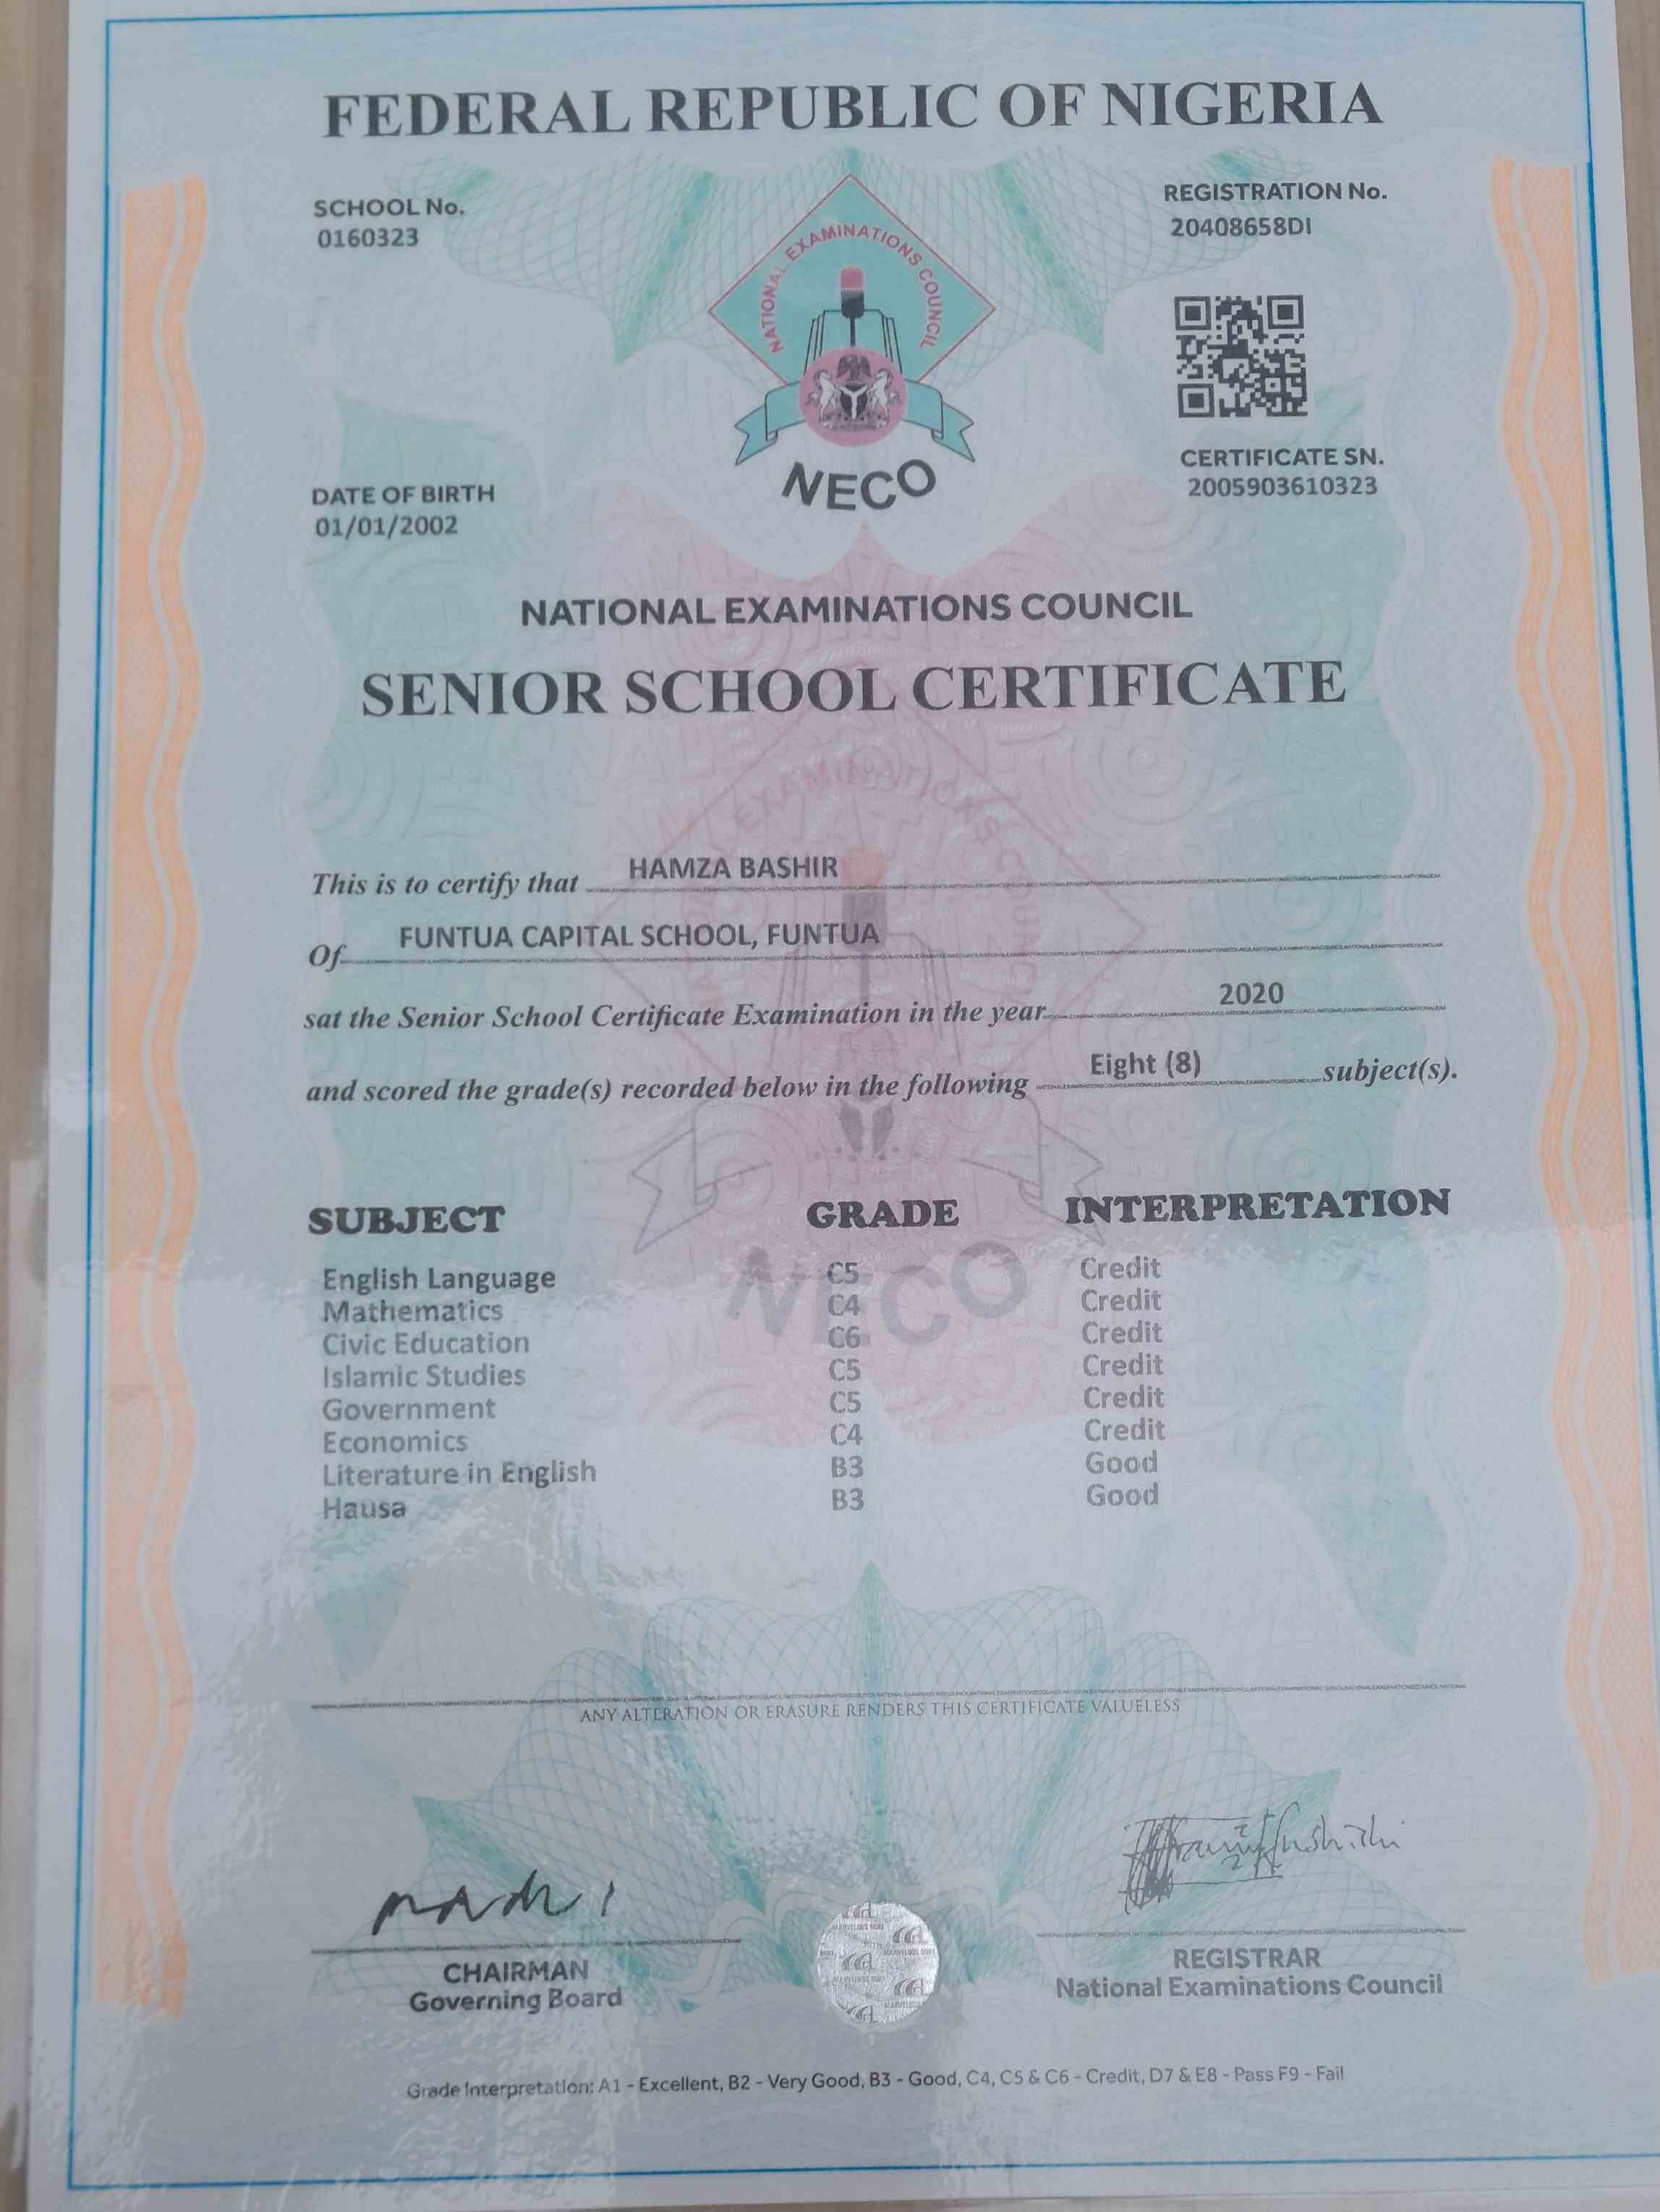 FEDERAL REPUBLIC OF NIGERIA
SCHOOL No.
0160323
REGISTRATION No.
20408658DI
NATIONAL EXAMINATIONS COUNCIL
NECO
CERTIFICATE SN.
2005903610323
DATE OF BIRTH
01/01/2002
NATIONAL EXAMINATIONS COUNCIL
SENIOR SCHOOL CERTIFICATE
This is to certify that HAMZA BASHIR
Of FUNTUA CAPITAL SCHOOL, FUNTUA
sat the Senior School Certificate Examination in the year 2020
and scored the grade(s) recorded below in the following Eight (8) subject(s).
SUBJECT GRADE INTERPRETATION
English Language C5 Credit
Mathematics C4 Credit
Civic Education C6 Credit
Islamic Studies C5 Credit
Government C5 Credit
Economics C4 Credit
Literature in English B3 Good
Hausa B3 Good
NECO
ANY ALTERATION OR ERASURE RENDERS THIS CERTIFICATE VALUELESS
CHAIRMAN
Governing Board
REGISTRAR
National Examinations Council
Grade Interpretation: A1 - Excellent, B2 - Very Good, B3 - Good, C4, C5 & C6 - Credit, D7 & E8 - Pass F9 - Fail